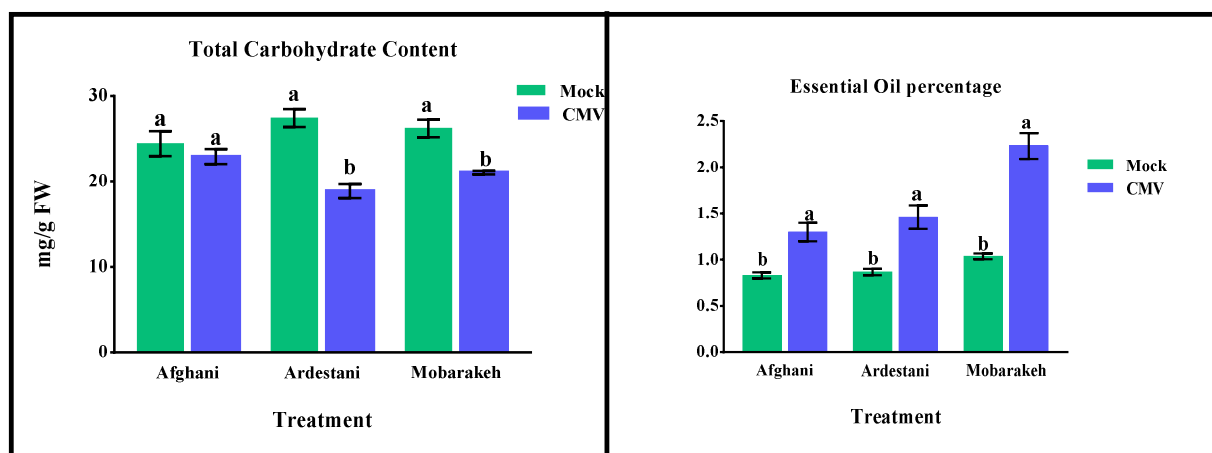 Total Carbohydrate Content
Mock
CMV
30
20
10
0
mg/g FW
a
a
a
b
a
b
Afghani
Ardestani
Mobarakeh
Treatment
Essential Oil percentage
Mock
CMV
2.5
2.0
1.5
1.0
0.5
0.0
b
a
b
a
b
a
Afghani
Ardestani
Mobarakeh
Treatment